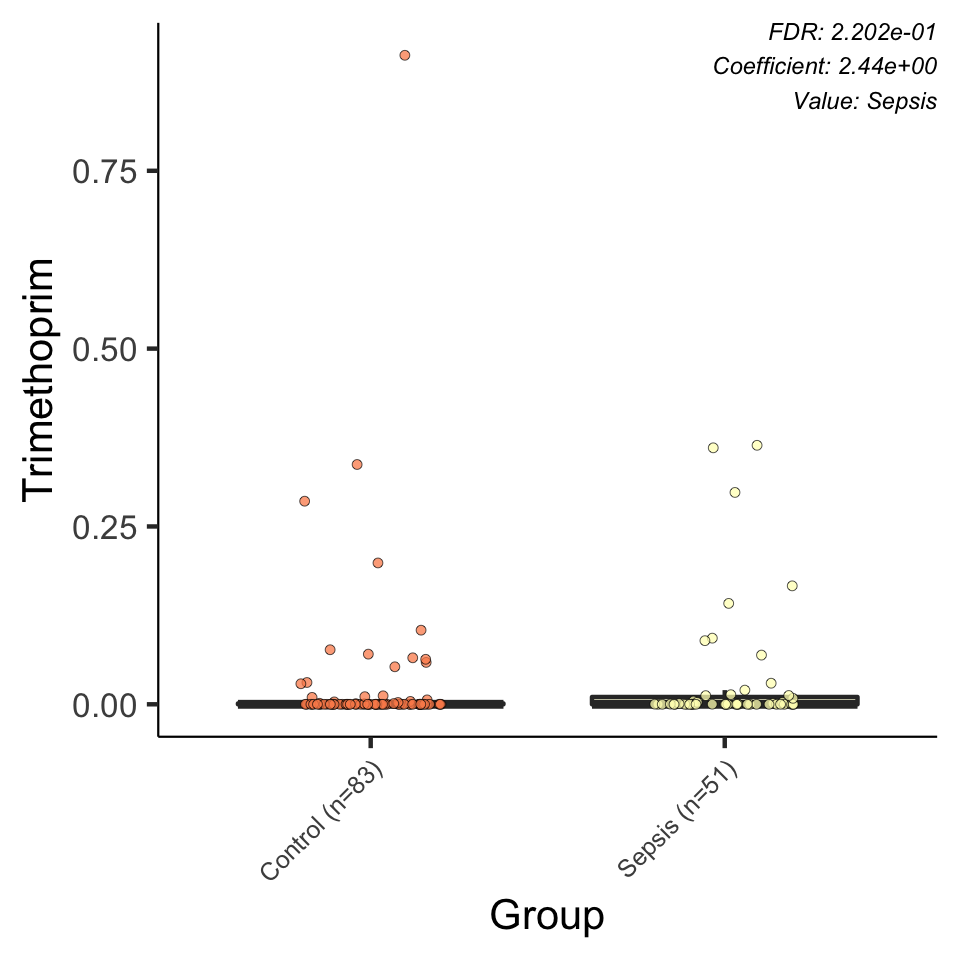 FDR: 2.202e-01
Coefficient: 2.44e+00
Value: Sepsis
Trimethoprim
0.75
0.50
0.25
0.00
Control (n=83)
Sepsis (n=51)
Group